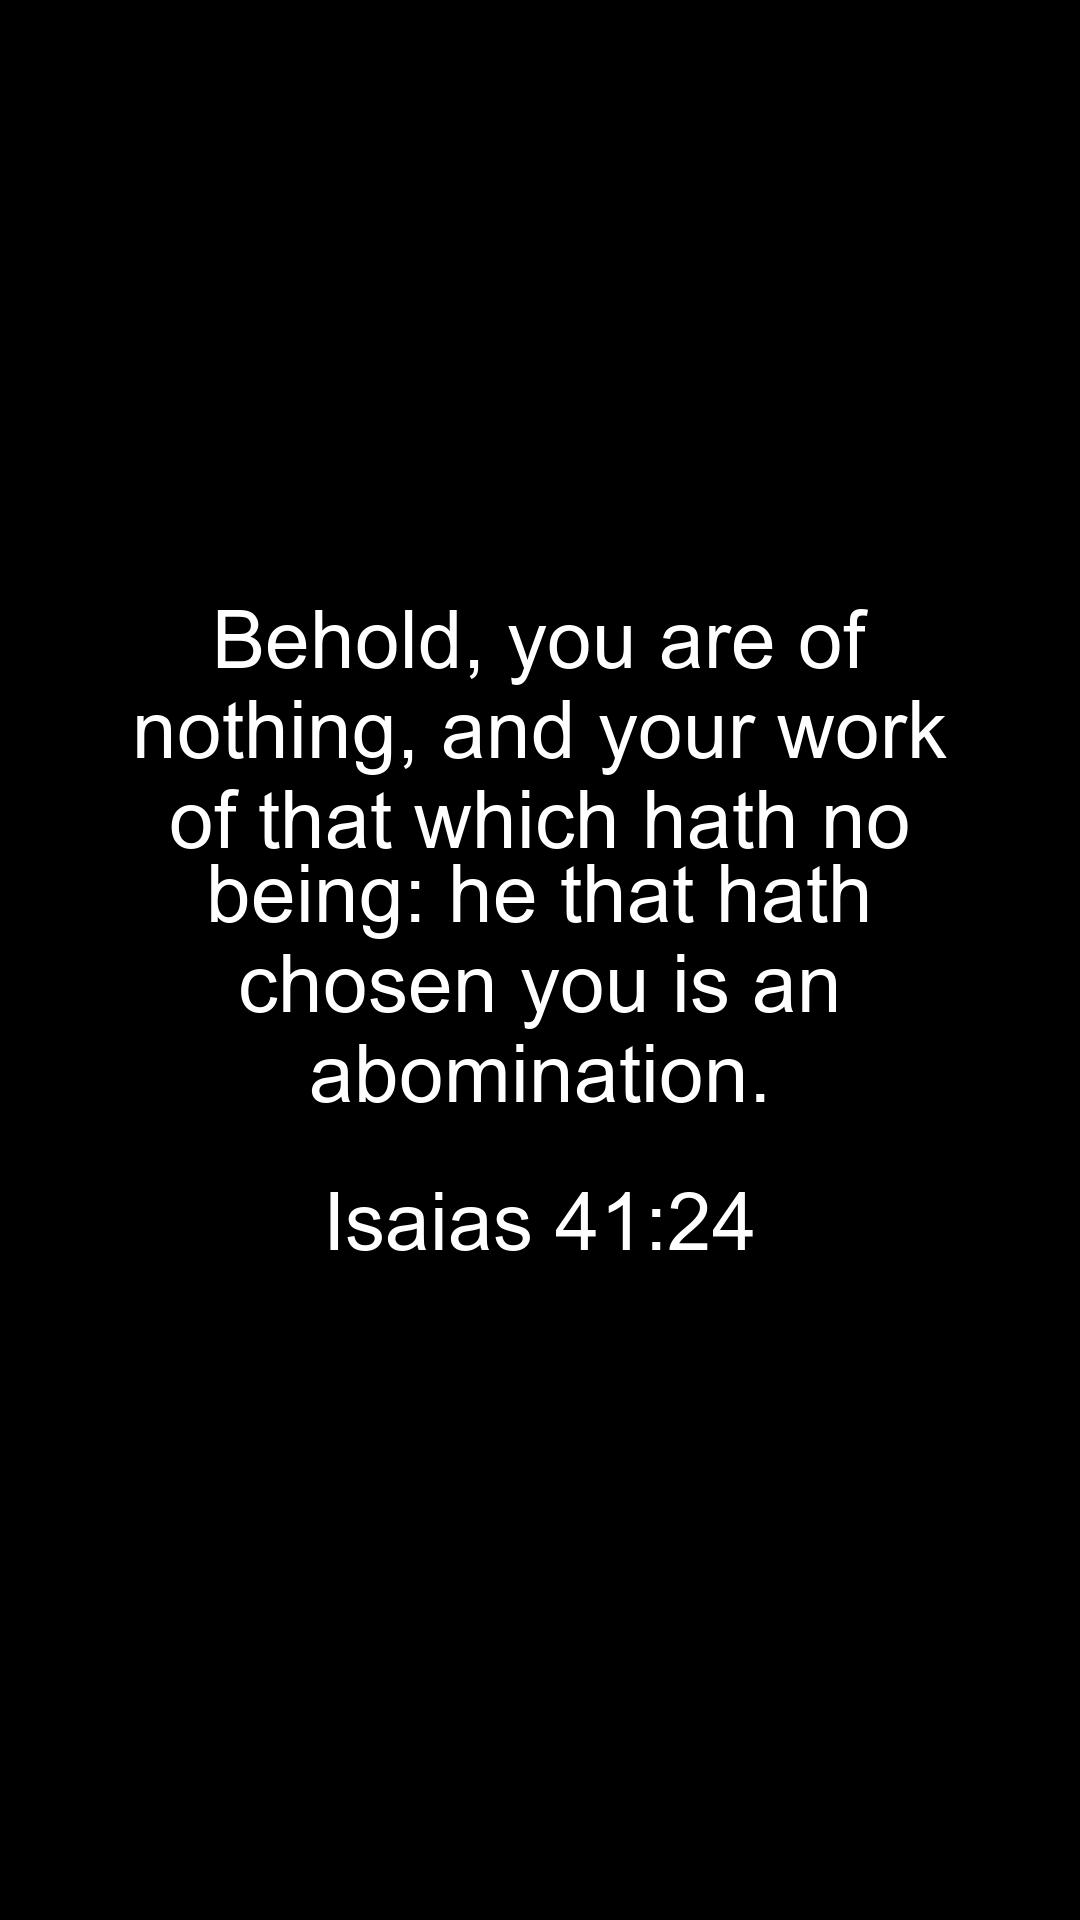 Behold, you are of
nothing, and your work
of that which hath no
being: he that hath
chosen you is an
abomination.
Isaias 41:24